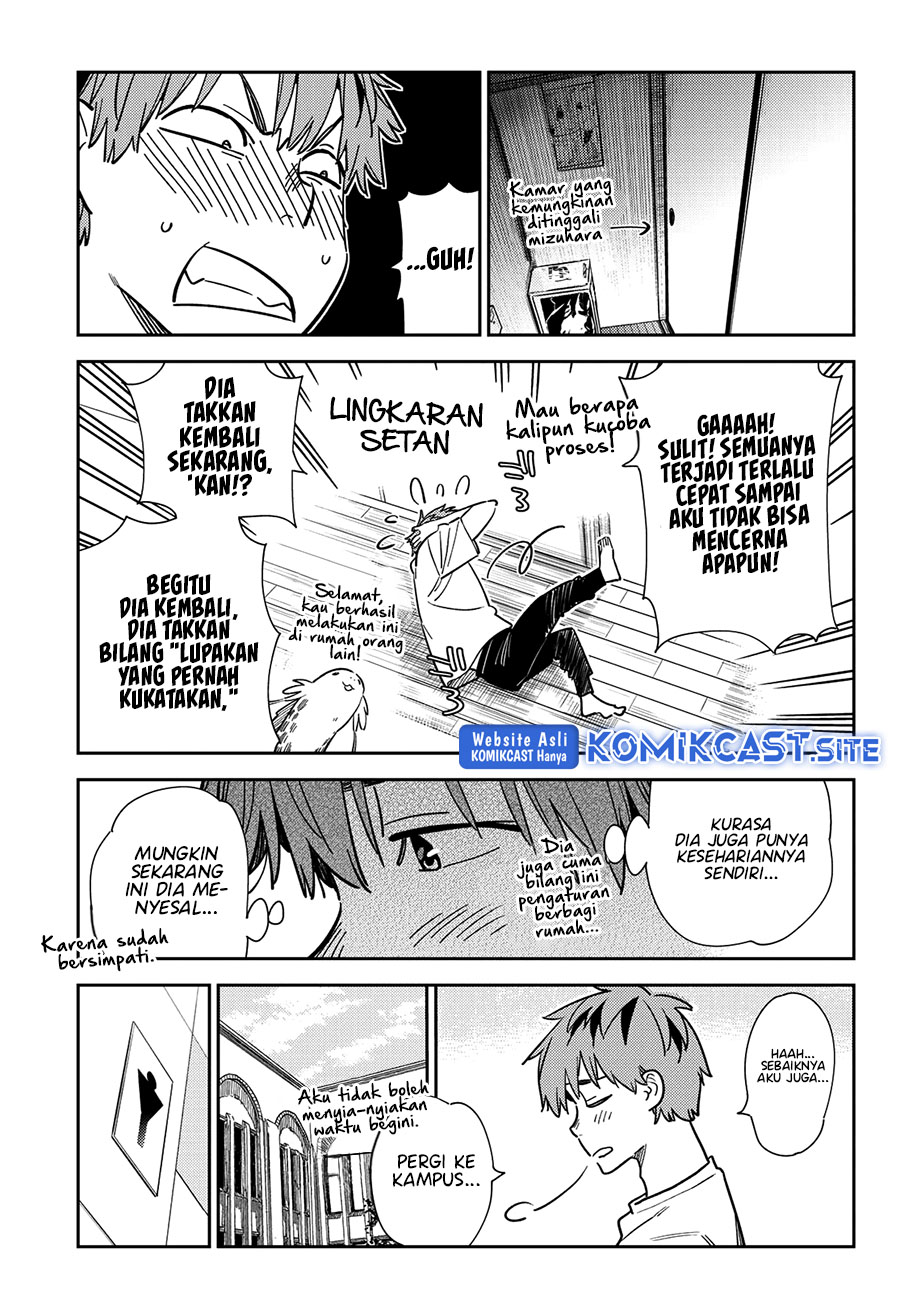 Kamar yang
kemungkinan
ditinggali
mizuhara
...GUH!
GAAAAH!
SULIT! SEMUANYA
TERJADI TERLALU
CEPAT SAMPAI
AKU TIDAK BISA
MENCERNA
APAPUN!
Mau berapa
kalipun kucoba
proses!
LINGKARAN
SETAN
DIA
TAKKAN
KEMBALI
SEKARANG,
'KAN!?
BEGITU
DIA KEMBALI,
DIA TAKKAN
BILANG "LUPAKAN
YANG PERNAH
KUKATAKAN,"
Selamat,
kau berhasil
melakukan ini
di rumah orang
lain!
Website Asli
KOMIKCAST Hanya
KOMIKCAST.SITE
KURASA
DIA JUGA PUNYA
KESEHARIANNYA
SENDIRI...
Dia
juga cuma
bilang ini
pengaturan
berbagi
rumah...
MUNGKIN
SEKARANG
INI DIA ME-
NYESAL...
Karena sudah
bersimpati.
HAAH...
SEBAIKNYA
AKU JUGA...
Aku tidak boleh
menyia-nyiakan
waktu begini.
PERGI KE
KAMPUS...